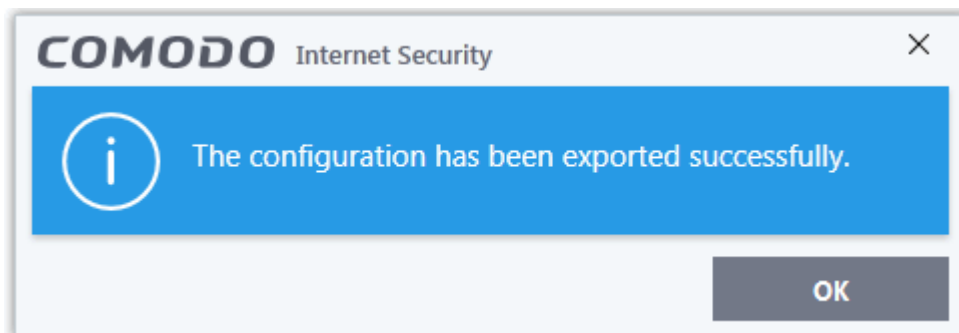 COMODO Internet Security
The configuration has been exported successfully.
OK